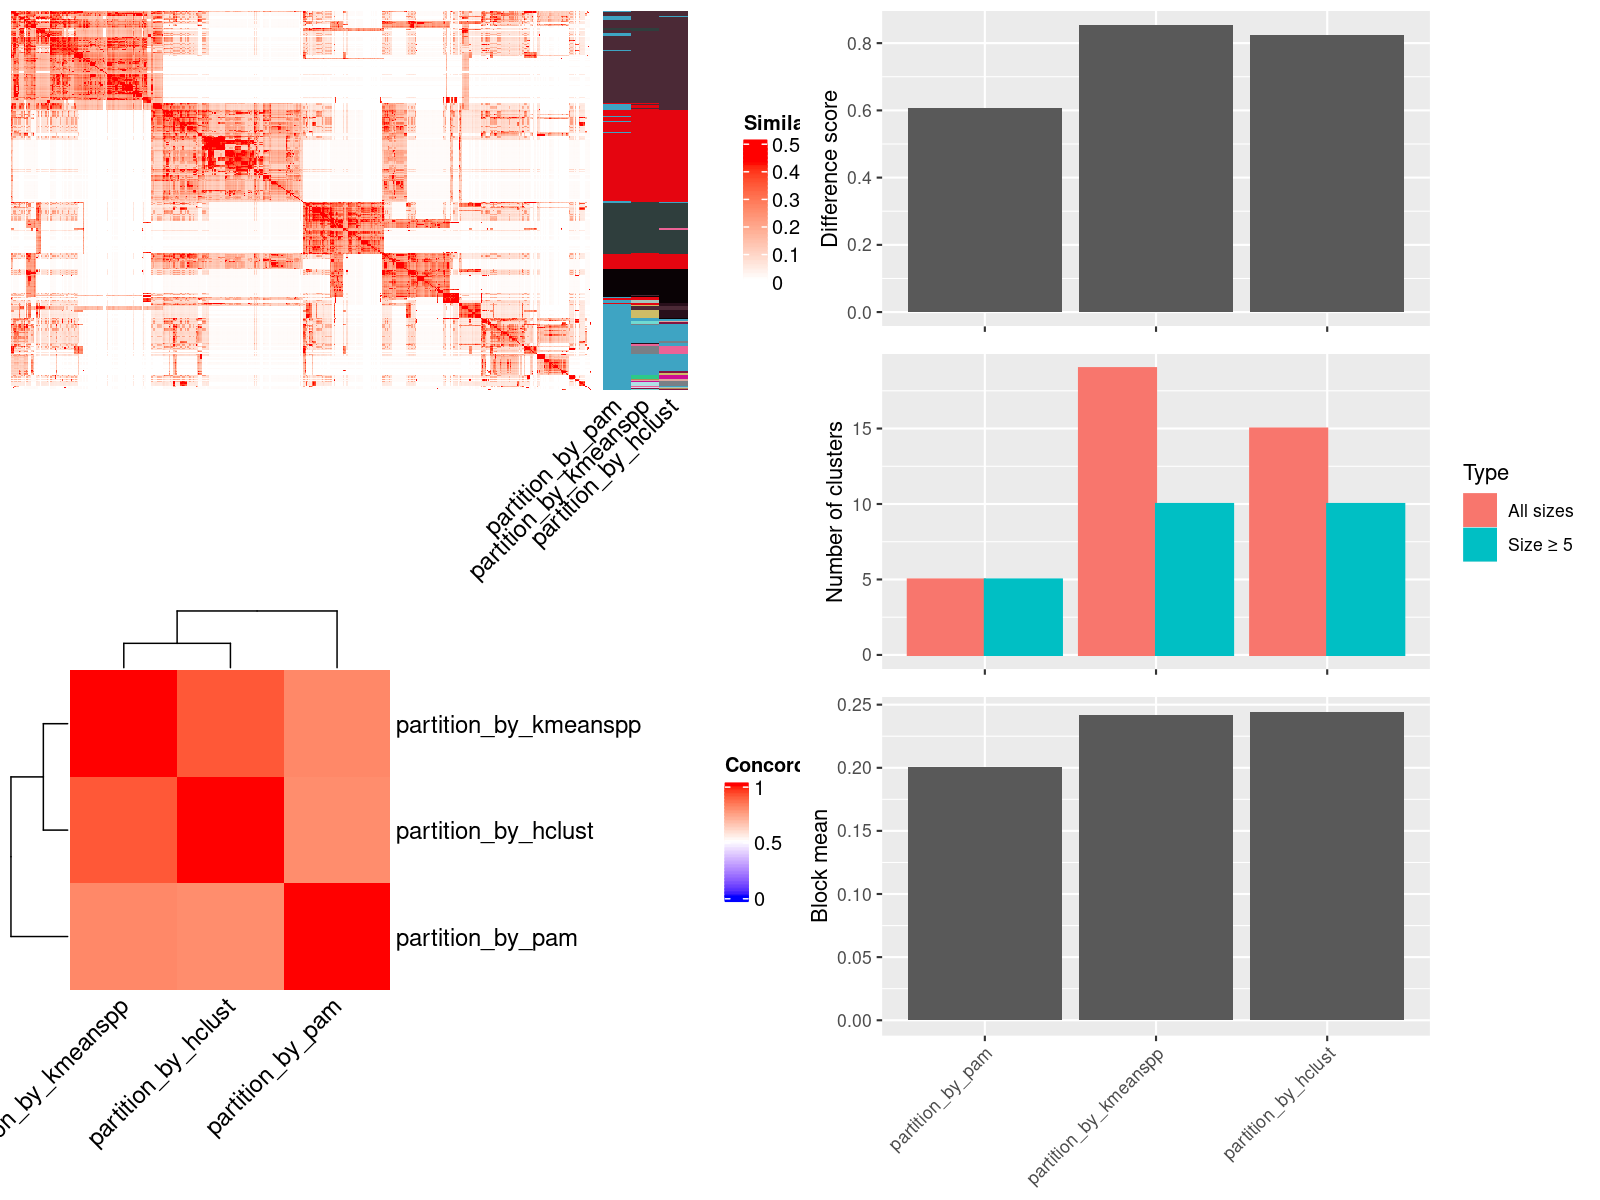 Simila
0.5
0.4
0.3
0.2
0.1
0
partition_by_pam
partition_by_kmeanspp
partition_by_hclust
partition_by_kmeanspp
partition_by_hclust
partition_by_pam
on_by_kmeanspp
partition_by_hclust
partition_by_pam
Concord
1
0.5
0
Difference score
0.8
0.6
0.4
0.2
0.0
Number of clusters
15
10
5
0
Type
All sizes
Size ≥ 5
Block mean
0.25
0.20
0.15
0.10
0.05
0.00
partition_by_pam
partition_by_kmeanspp
partition_by_hclust